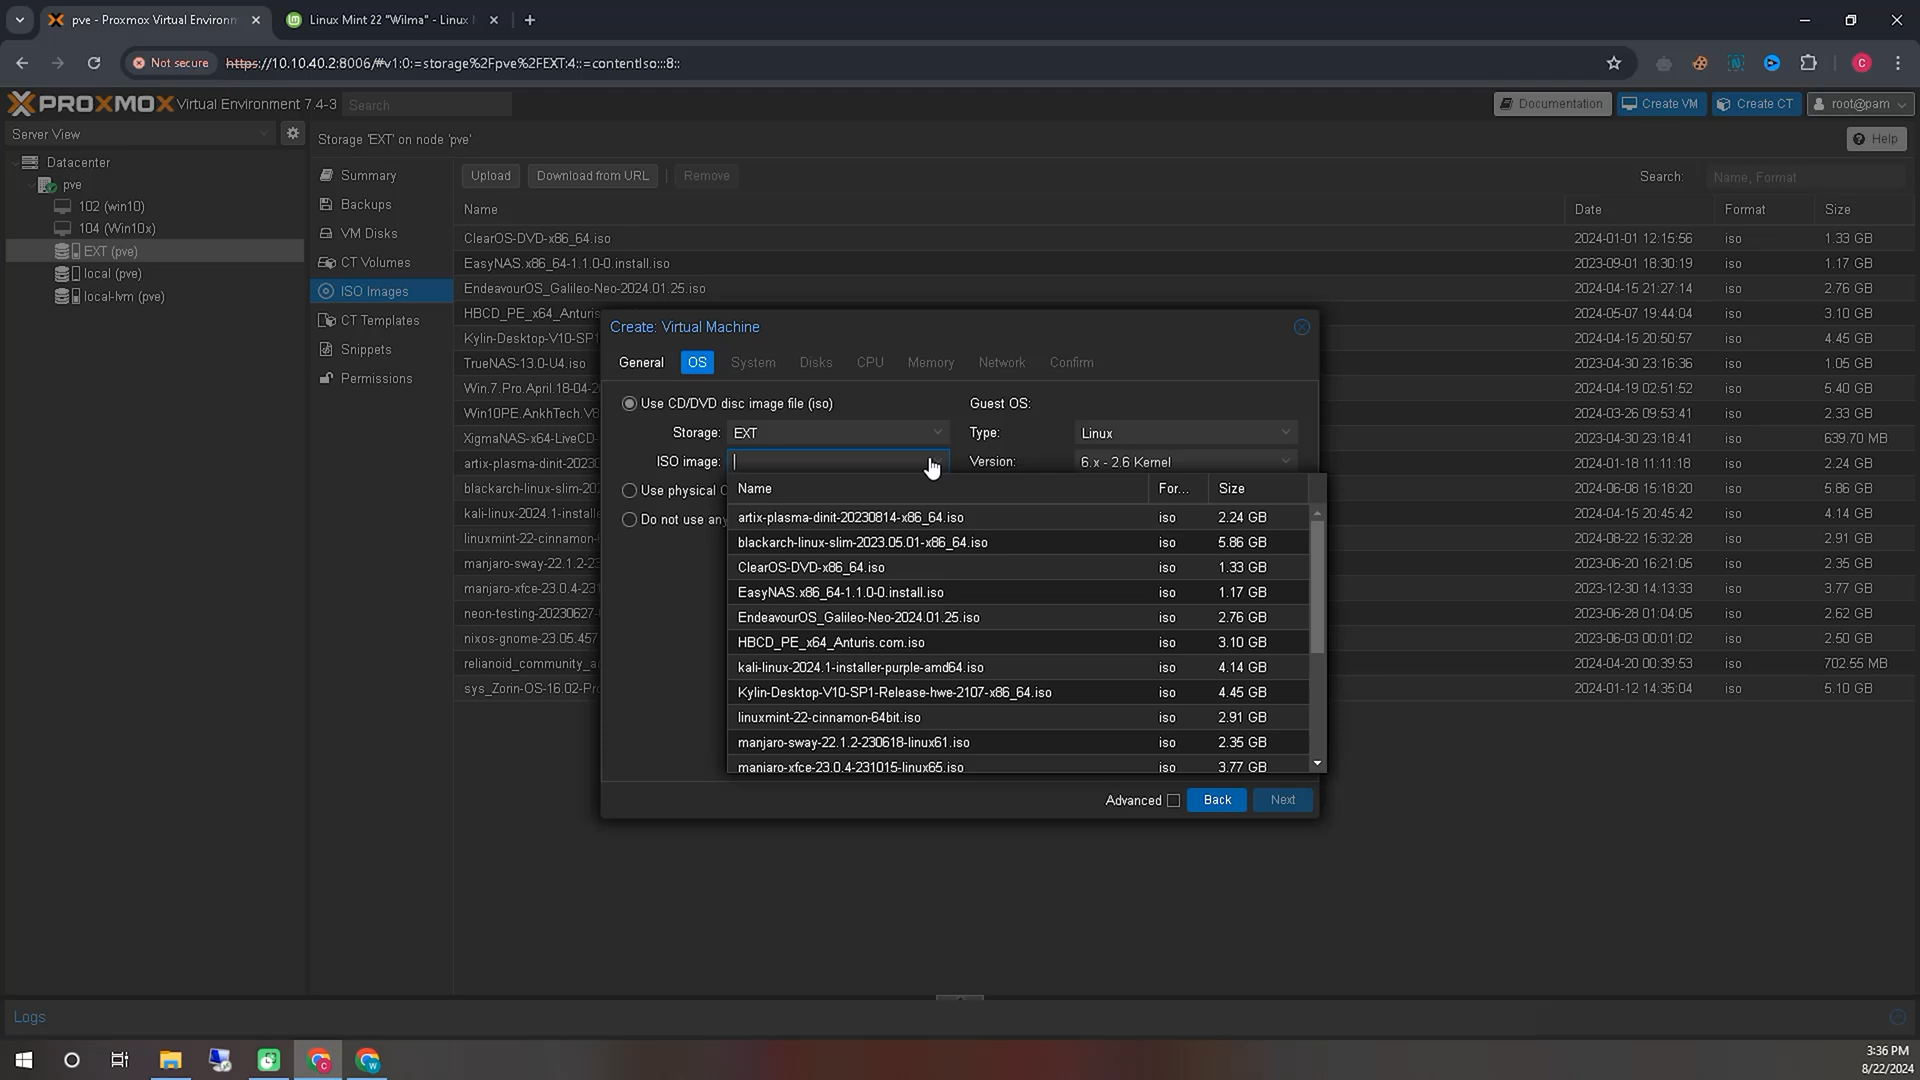 pve - Proxmox Virtual Environm
Linux Mint 22 "Wilma" - Linux
Not secure
https://10.10.40.2:8006/#v1:0:=storage%2Fpve%2FEXT:4::=contentIso:::8::
C
PROXMOX Virtual Environment 7.4-3
Search
Documentation
Create VM
Create CT
root@pam
Server View
Storage 'EXT' on node 'pve'
Help
Datacenter
pve
102 (win10)
104 (Win10x)
EXT (pve)
local (pve)
local-lvm (pve)
Summary
Backups
VM Disks
CT Volumes
ISO Images
CT Templates
Snippets
Permissions
Upload
Download from URL
Remove
Search:
Name, Format
Name Date Format Size
ClearOS-DVD-x86_64.iso 2024-01-01 12:15:56 iso 1.33 GB
EasyNAS.x86_64-1.1.0-0.install.iso 2023-09-01 18:30:19 iso 1.17 GB
EndeavourOS_Galileo-Neo-2024.01.25.iso 2024-04-15 21:27:14 iso 2.76 GB
HBCD_PE_x64_Anturis 2024-05-07 19:44:04 iso 3.10 GB
Kylin-Desktop-V10-SP1 2024-04-15 20:50:57 iso 4.45 GB
TrueNAS-13.0-U4.iso 2023-04-30 23:16:36 iso 1.05 GB
Win.7.Pro.April.18-04-2 2024-04-19 02:51:52 iso 5.40 GB
Win10PE.AnkhTech.V8 2024-03-26 09:53:41 iso 2.33 GB
XigmaNAS-x64-LiveCD- 2023-04-30 23:18:41 iso 639.70 MB
artix-plasma-dinit-20230 2024-01-18 11:11:18 iso 2.24 GB
blackarch-linux-slim-202 2024-06-08 15:18:20 iso 5.86 GB
kali-linux-2024.1-installe 2024-04-15 20:45:42 iso 4.14 GB
linuxmint-22-cinnamon- 2024-08-22 15:32:28 iso 2.91 GB
manjaro-sway-22.1.2-23 2023-06-20 16:21:05 iso 2.35 GB
manjaro-xfce-23.0.4-231 2023-12-30 14:13:33 iso 3.77 GB
neon-testing-20230627- 2023-06-28 01:04:05 iso 2.62 GB
nixos-gnome-23.05.457 2023-06-03 00:01:02 iso 2.50 GB
relianoid_community_a 2024-04-20 00:39:53 iso 702.55 MB
sys_Zorin-OS-16.02-Pro 2024-01-12 14:35:04 iso 5.10 GB
Create: Virtual Machine
General OS System Disks CPU Memory Network Confirm
Use CD/DVD disc image file (iso)
Guest OS:
Storage: EXT
Type: Linux
ISO image:
Version: 6.x - 2.6 Kernel
Use physical C
Do not use any
Name For... Size
artix-plasma-dinit-20230814-x86_64.iso iso 2.24 GB
blackarch-linux-slim-2023.05.01-x86_64.iso iso 5.86 GB
ClearOS-DVD-x86_64.iso iso 1.33 GB
EasyNAS.x86_64-1.1.0-0.install.iso iso 1.17 GB
EndeavourOS_Galileo-Neo-2024.01.25.iso iso 2.76 GB
HBCD_PE_x64_Anturis.com.iso iso 3.10 GB
kali-linux-2024.1-installer-purple-amd64.iso iso 4.14 GB
Kylin-Desktop-V10-SP1-Release-hwe-2107-x86_64.iso iso 4.45 GB
linuxmint-22-cinnamon-64bit.iso iso 2.91 GB
manjaro-sway-22.1.2-230618-linux61.iso iso 2.35 GB
manjaro-xfce-23.0.4-231015-linux65.iso iso 3.77 GB
Advanced
Back
Next
Logs
3:36 PM
8/22/2024